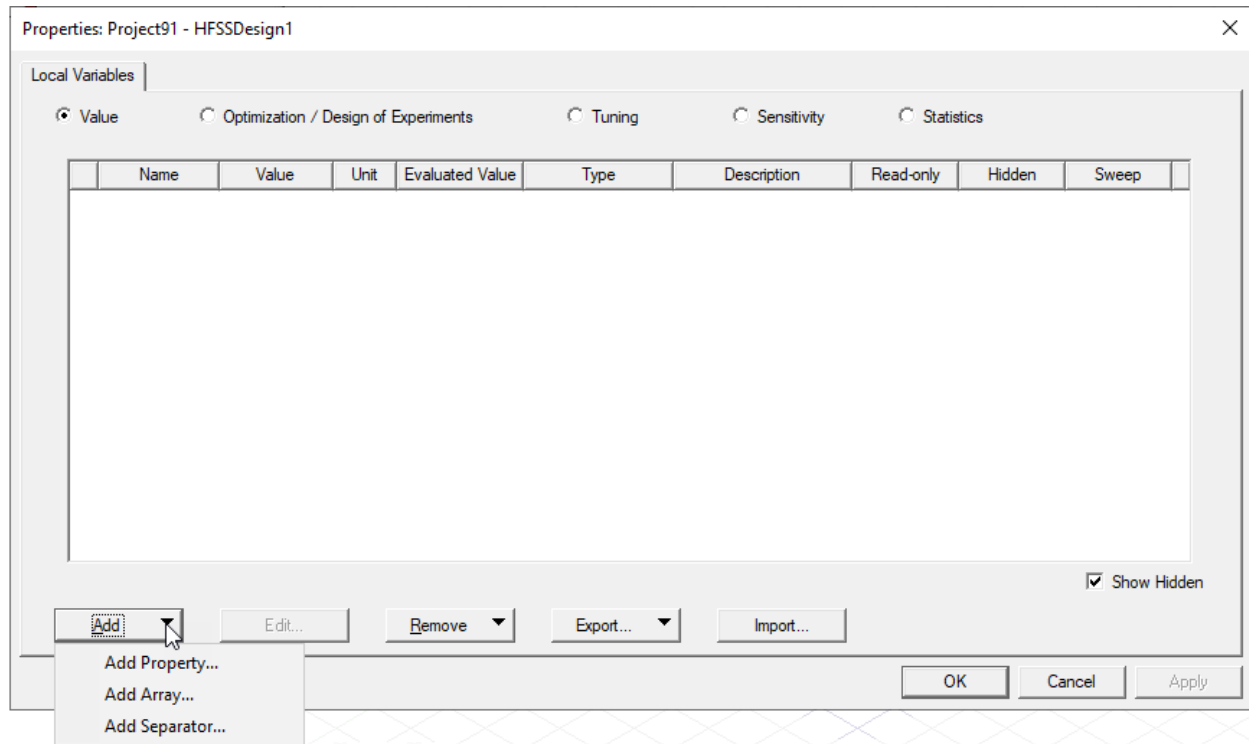 Properties: Project91 - HFSSDesign1
Local Variables
Value Optimization / Design of Experiments Tuning Sensitivity Statistics
Name Value Unit Evaluated Value Type Description Read-only Hidden Sweep
Show Hidden
Add Edit... Remove Export... Import...
Add Property...
OK Cancel Apply
Add Array...
Add Separator...